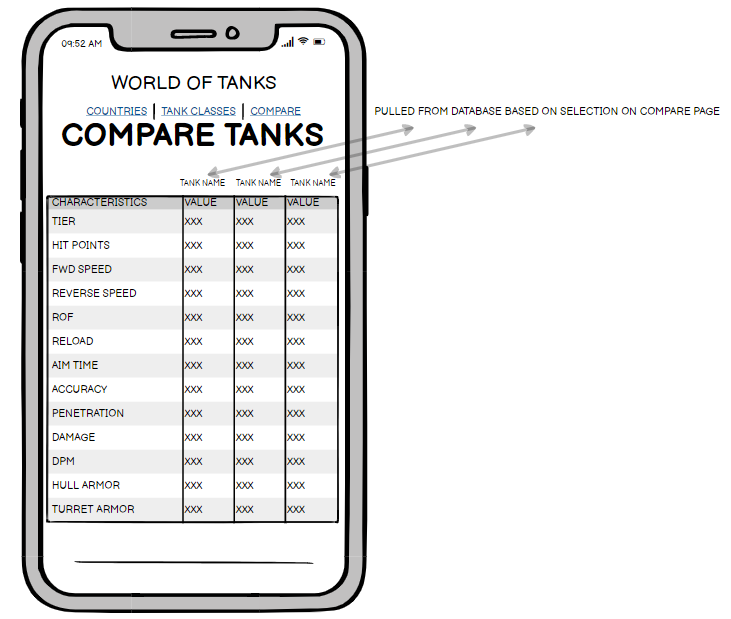 09:52 AM
WORLD OF TANKS
COUNTRIES | TANK CLASSES | COMPARE
PULLED FROM DATABASE BASED ON SELECTION ON COMPARE PAGE
COMPARE TANKS
TANK NAME TANK NAME TANK NAME
CHARACTERISTICS VALUE VALUE VALUE
TIER XXX XXX XXX
HIT POINTS XXX XXX XXX
FWD SPEED XXX XXX XXX
REVERSE SPEED XXX XXX XXX
ROF XXX XXX XXX
RELOAD XXX XXX XXX
AIM TIME XXX XXX XXX
ACCURACY XXX XXX XXX
PENETRATION XXX XXX XXX
DAMAGE XXX XXX XXX
DPM XXX XXX XXX
HULL ARMOR XXX XXX XXX
TURRET ARMOR XXX XXX XXX